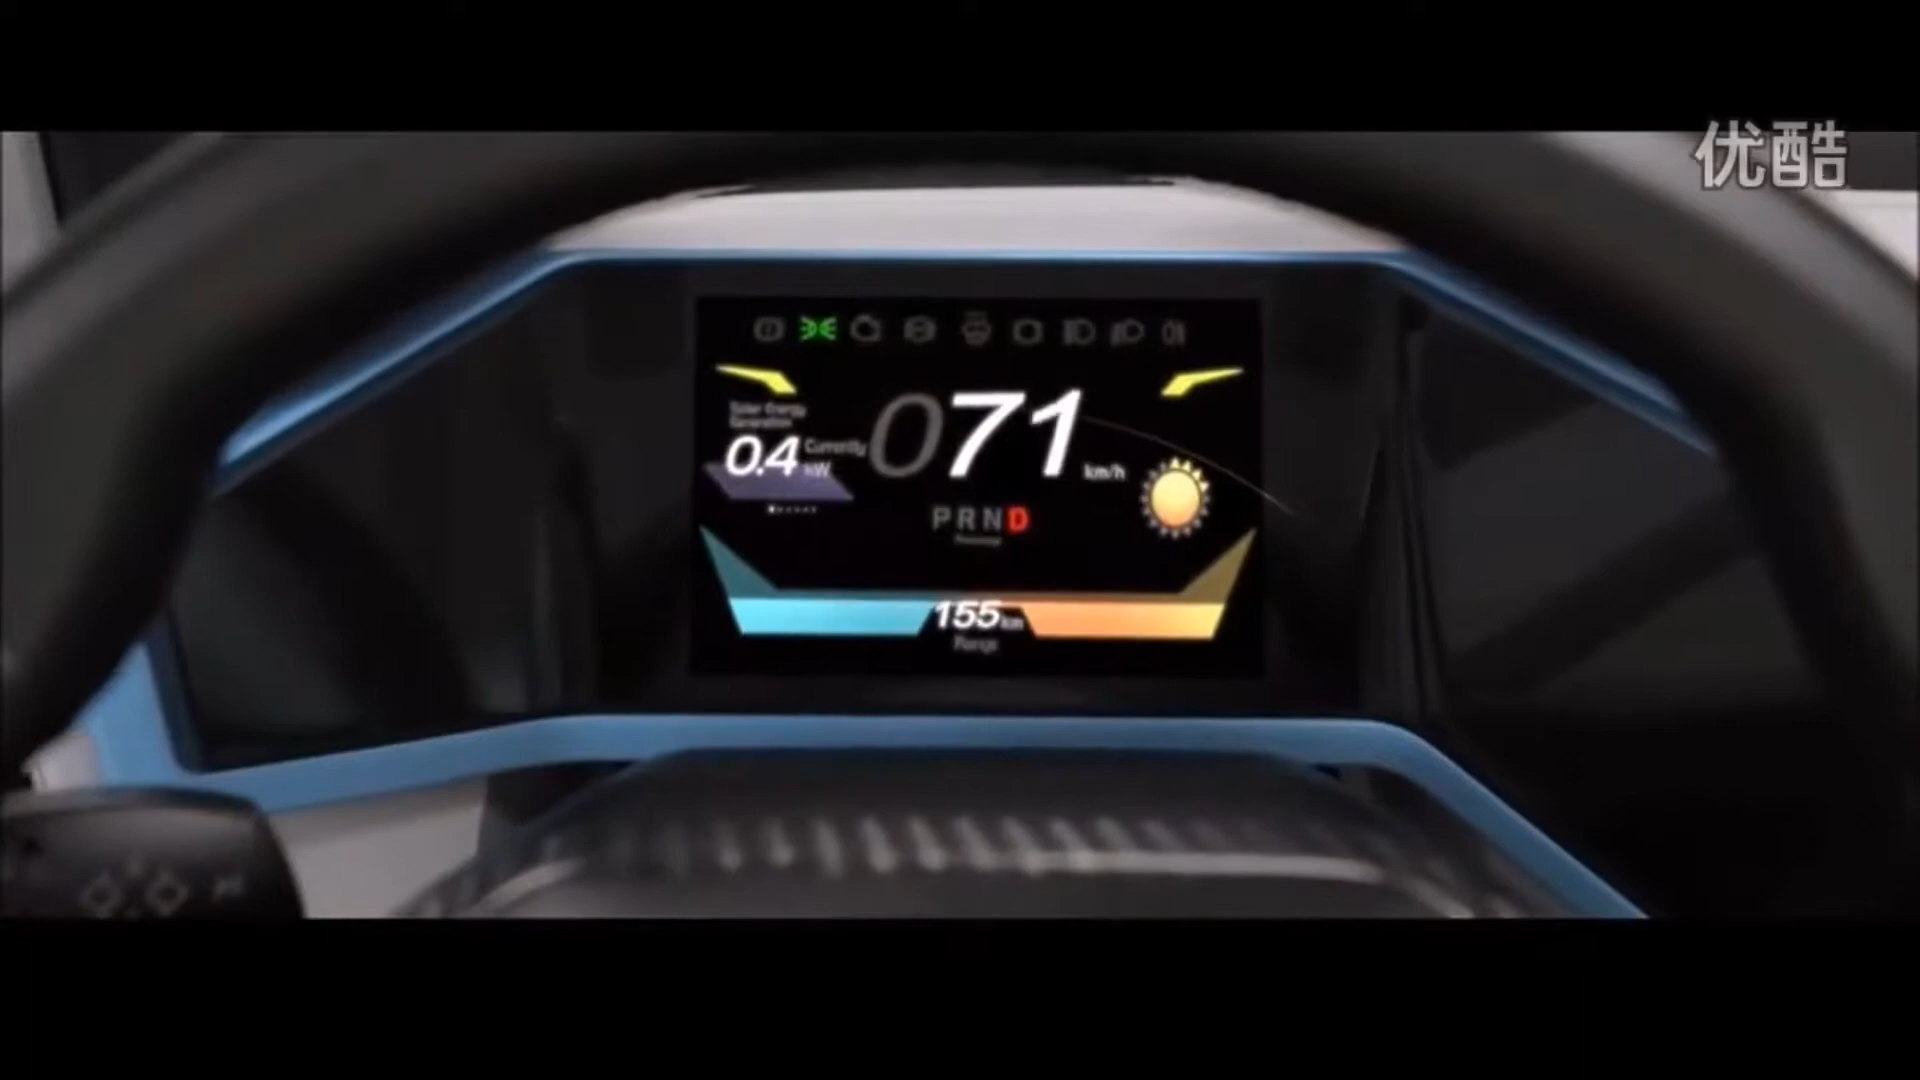 优酷
Solar Energy
Generation
0.4 Currently
kW
071 km/h
PRND
155 km
Range